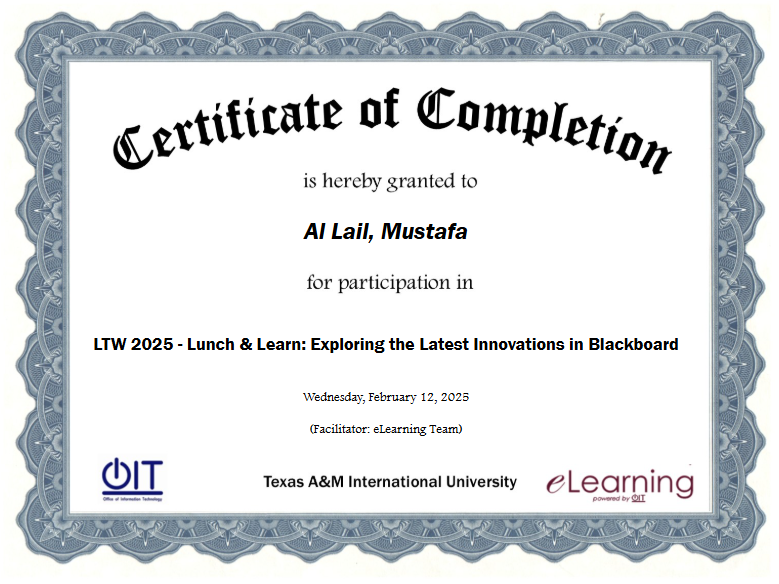 Certificate of Completion
is hereby granted to
Al Lail, Mustafa
for participation in
LTW 2025 - Lunch & Learn: Exploring the Latest Innovations in Blackboard
Wednesday, February 12, 2025
(Facilitator: eLearning Team)
OIT
Office of Information Technology
Texas A&M International University
eLearning
powered by OIT